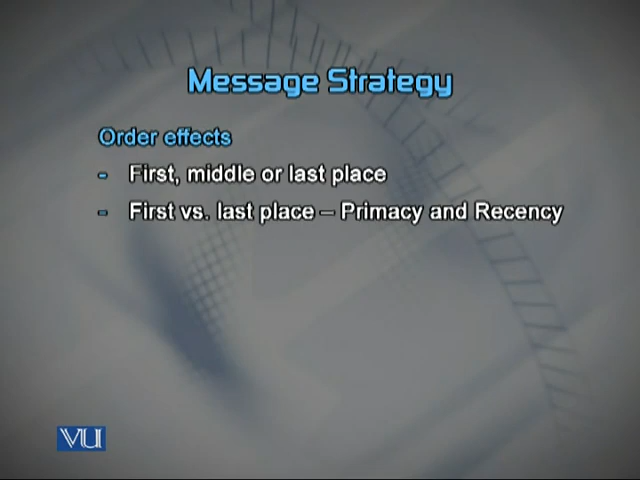 Message Strategy
Order effects
- First, middle or last place
- First vs. last place – Primacy and Recency
VU